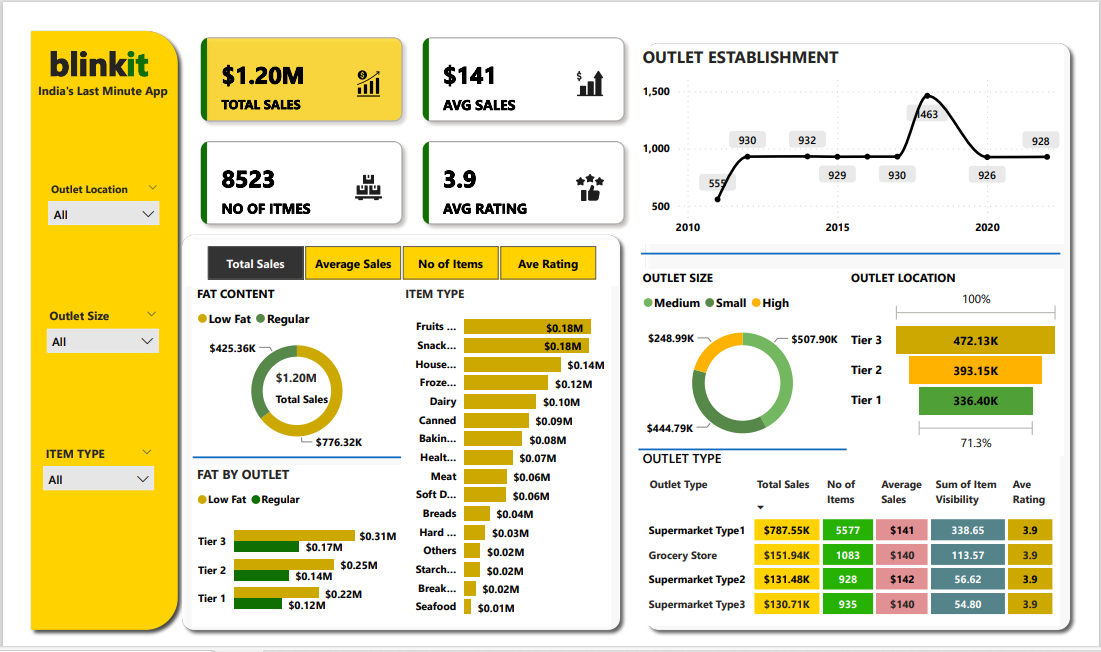 blinkit
India's Last Minute App
Outlet Location
All
Outlet Size
All
ITEM TYPE
All
$1.20M
TOTAL SALES
$141
AVG SALES
8523
NO OF ITMES
3.9
AVG RATING
Total Sales
Average Sales
No of Items
Ave Rating
FAT CONTENT
Low Fat Regular
$425.36K
$1.20M
Total Sales
$776.32K
FAT BY OUTLET
Low Fat Regular
Tier 3 $0.31M
$0.17M
Tier 2 $0.25M
$0.14M
Tier 1 $0.22M
$0.12M
ITEM TYPE
Fruits ... $0.18M
Snack... $0.18M
House... $0.14M
Froze... $0.12M
Dairy $0.10M
Canned $0.09M
Bakin... $0.08M
Healt... $0.07M
Meat $0.06M
Soft D... $0.06M
Breads $0.04M
Hard ... $0.03M
Others $0.02M
Starch... $0.02M
Break... $0.02M
Seafood $0.01M
OUTLET ESTABLISHMENT
1,500
1,000
500
555
930
932
929
930
1463
926
928
2010 2015 2020
OUTLET SIZE
Medium Small High
$248.99K
$507.90K
$444.79K
OUTLET LOCATION
100%
Tier 3 472.13K
Tier 2 393.15K
Tier 1 336.40K
71.3%
OUTLET TYPE
Outlet Type Total Sales No of Items Average Sales Sum of Item Visibility Ave Rating
Supermarket Type1 $787.55K 5577 $141 338.65 3.9
Grocery Store $151.94K 1083 $140 113.57 3.9
Supermarket Type2 $131.48K 928 $142 56.62 3.9
Supermarket Type3 $130.71K 935 $140 54.80 3.9